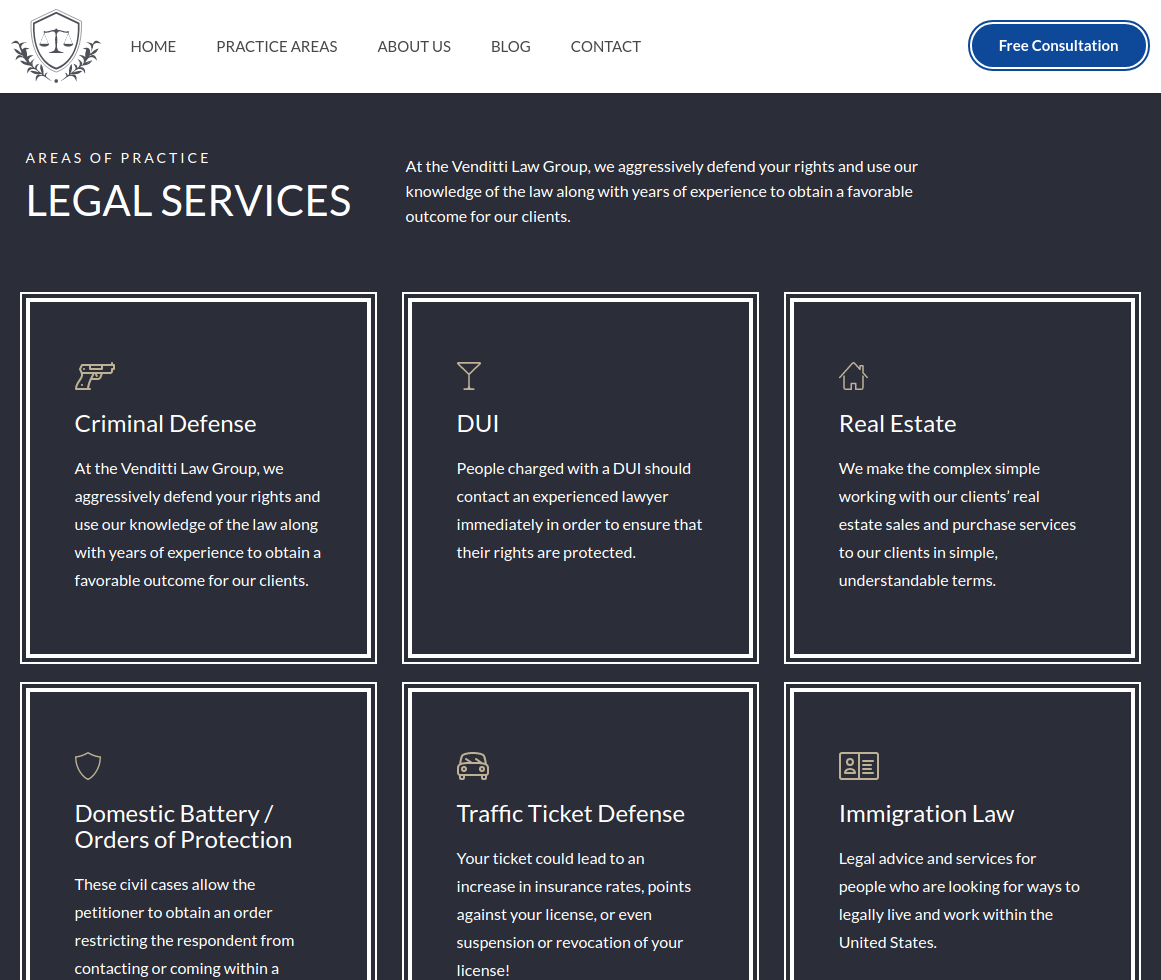 HOME
PRACTICE AREAS
ABOUT US
BLOG
CONTACT
Free Consultation
AREAS OF PRACTICE
LEGAL SERVICES
At the Venditti Law Group, we aggressively defend your rights and use our
knowledge of the law along with years of experience to obtain a favorable
outcome for our clients.
Criminal Defense
At the Venditti Law Group, we
aggressively defend your rights and
use our knowledge of the law along
with years of experience to obtain a
favorable outcome for our clients.
DUI
People charged with a DUI should
contact an experienced lawyer
immediately in order to ensure that
their rights are protected.
Real Estate
We make the complex simple
working with our clients’ real
estate sales and purchase services
to our clients in simple,
understandable terms.
Domestic Battery /
Orders of Protection
These civil cases allow the
petitioner to obtain an order
restricting the respondent from
contacting or coming within a
Traffic Ticket Defense
Your ticket could lead to an
increase in insurance rates, points
against your license, or even
suspension or revocation of your
license!
Immigration Law
Legal advice and services for
people who are looking for ways to
legally live and work within the
United States.